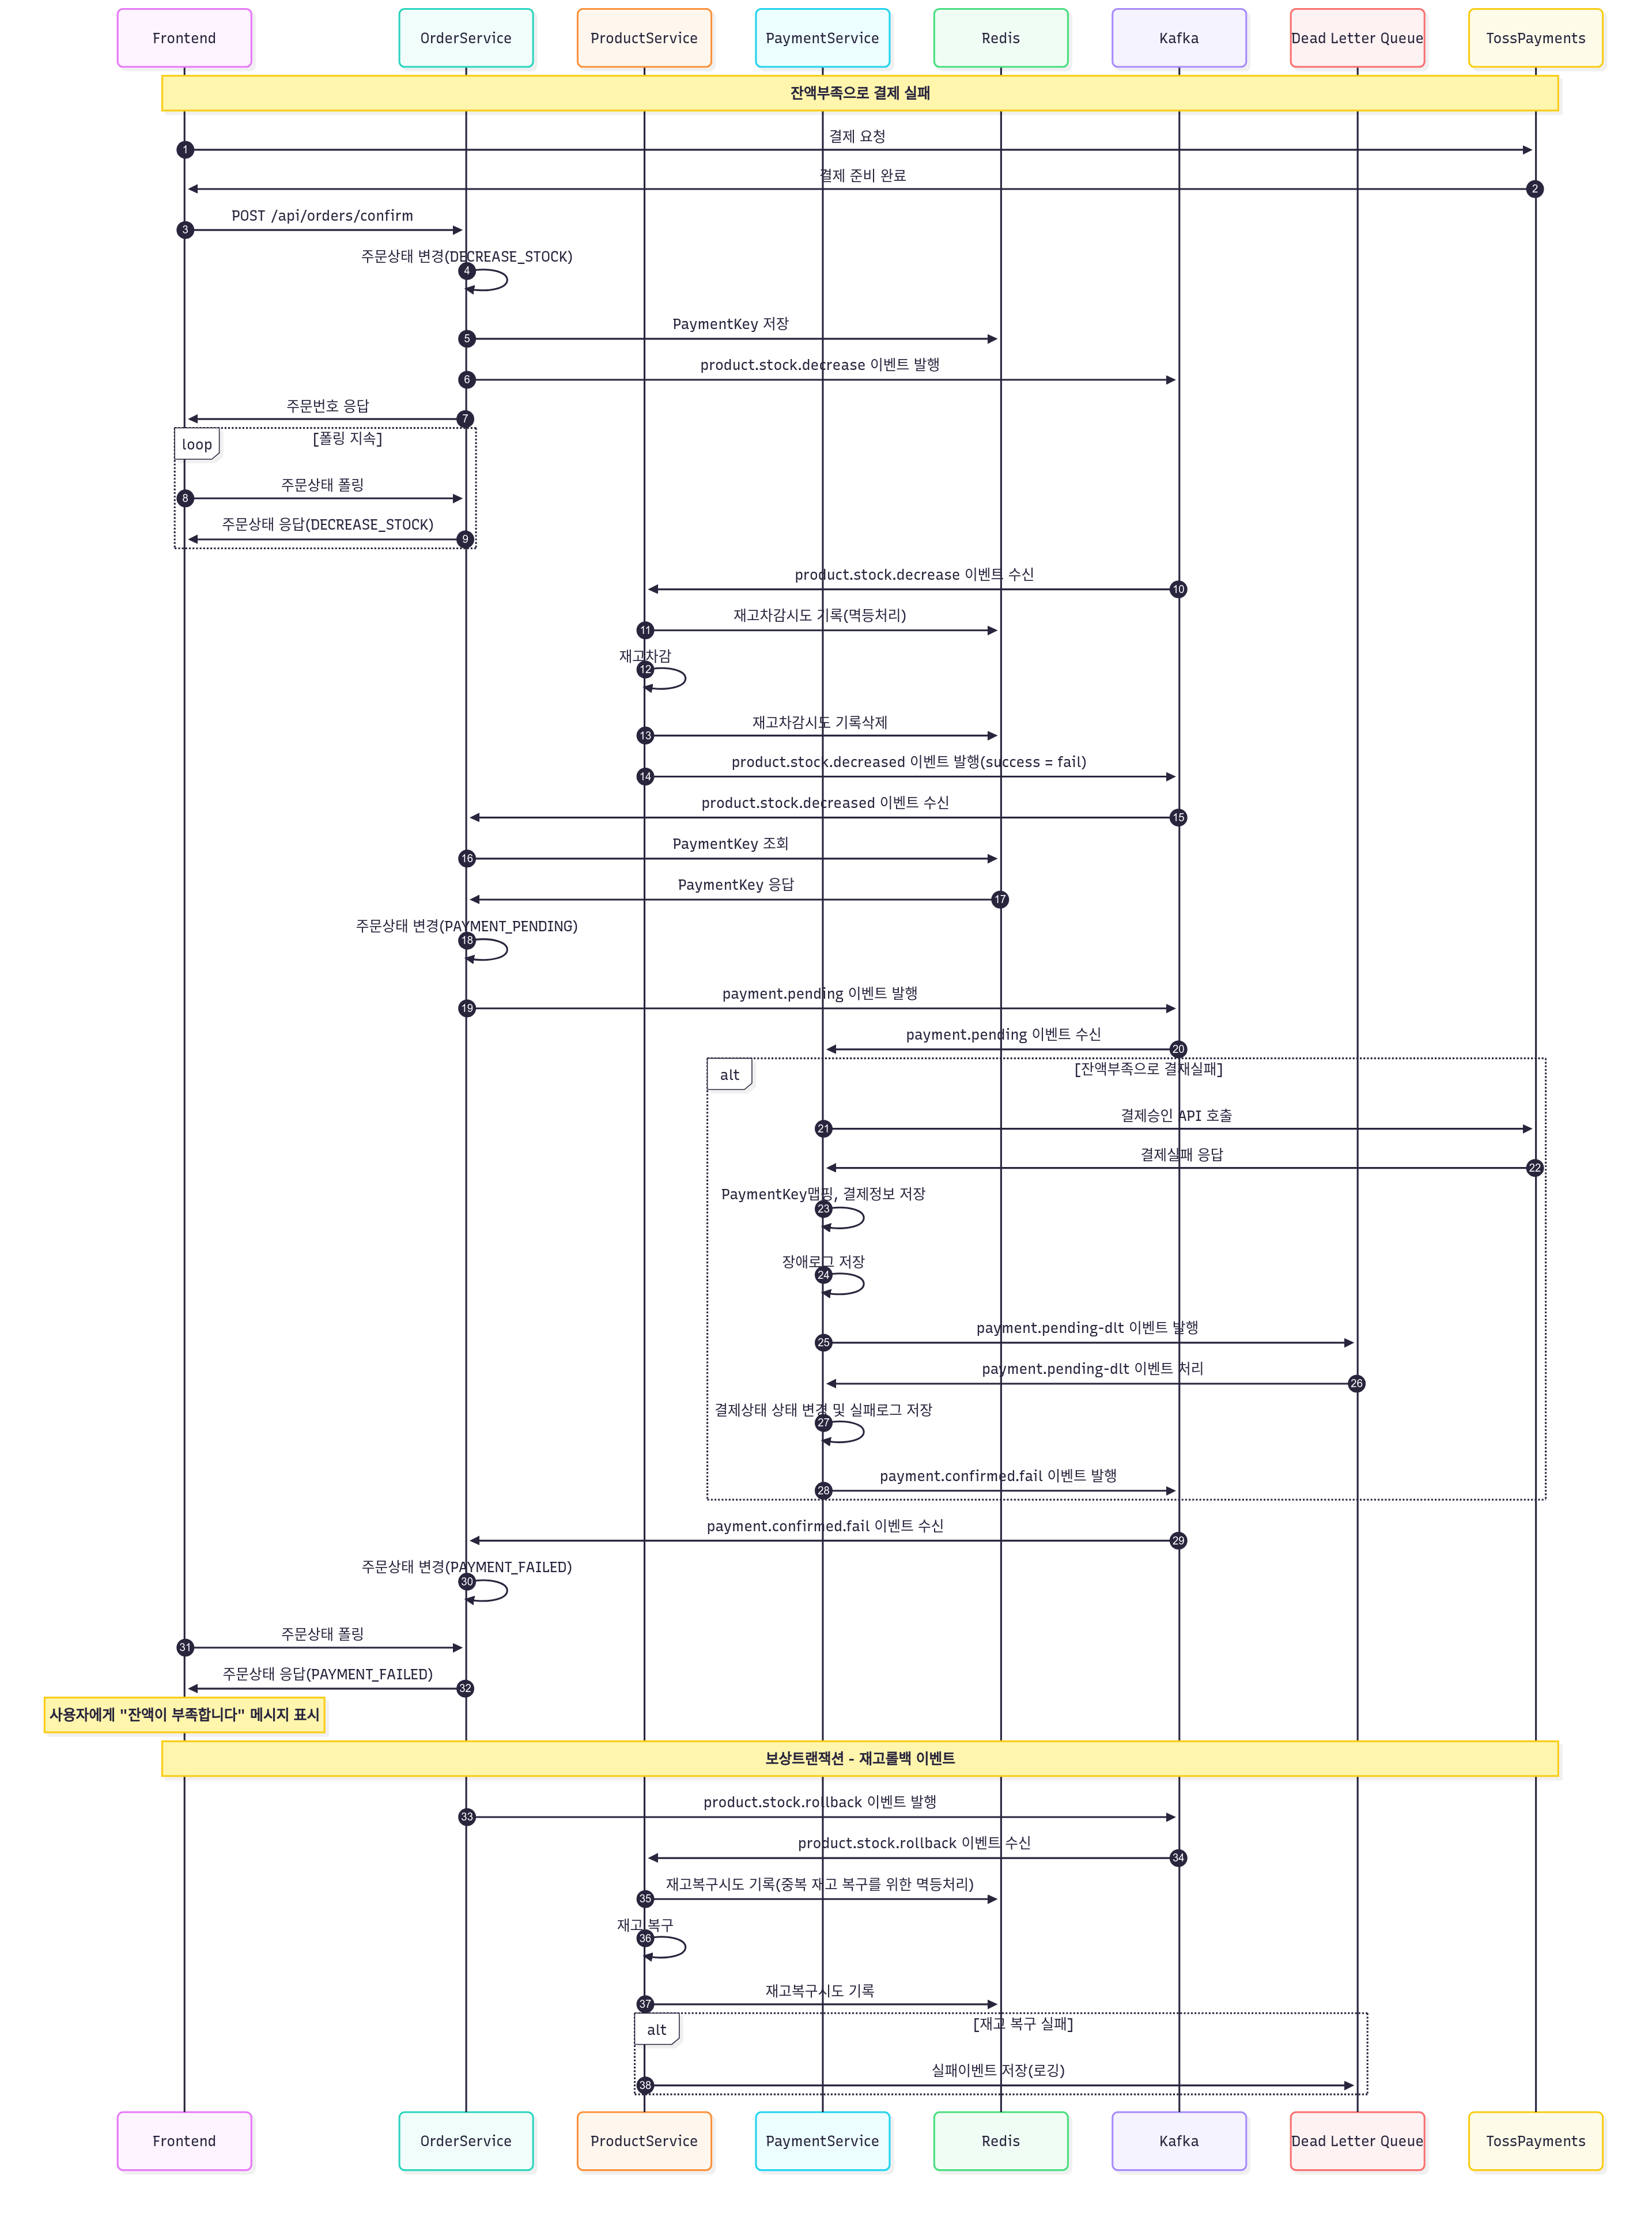 Frontend
OrderService
ProductService
PaymentService
Redis
Kafka
Dead Letter Queue
TossPayments
잔액부족으로 결제 실패
결제 요청
1
결제 준비 완료
2
POST /api/orders/confirm
3
주문상태 변경(DECREASE_STOCK)
4
PaymentKey 저장
5
product.stock.decrease 이벤트 발행
6
주문번호 응답
7
loop
[폴링 지속]
주문상태 폴링
8
주문상태 응답(DECREASE_STOCK)
9
product.stock.decrease 이벤트 수신
10
재고차감시도 기록(멱등처리)
11
재고차감
12
재고차감시도 기록삭제
13
product.stock.decreased 이벤트 발행(success = fail)
14
product.stock.decreased 이벤트 수신
15
PaymentKey 조회
16
PaymentKey 응답
17
주문상태 변경(PAYMENT_PENDING)
18
payment.pending 이벤트 발행
19
payment.pending 이벤트 수신
20
alt
[잔액부족으로 결재실패]
결제승인 API 호출
21
결제실패 응답
22
PaymentKey맵핑, 결제정보 저장
23
장애로그 저장
24
payment.pending-dlt 이벤트 발행
25
payment.pending-dlt 이벤트 처리
26
결제상태 상태 변경 및 실패로그 저장
27
payment.confirmed.fail 이벤트 발행
28
payment.confirmed.fail 이벤트 수신
29
주문상태 변경(PAYMENT_FAILED)
30
주문상태 폴링
31
주문상태 응답(PAYMENT_FAILED)
32
사용자에게 "잔액이 부족합니다" 메시지 표시
보상트랜잭션 - 재고롤백 이벤트
product.stock.rollback 이벤트 발행
33
product.stock.rollback 이벤트 수신
34
재고복구시도 기록(중복 재고 복구를 위한 멱등처리)
35
재고 복구
36
재고복구시도 기록
37
alt
[재고 복구 실패]
실패이벤트 저장(로깅)
38
Frontend
OrderService
ProductService
PaymentService
Redis
Kafka
Dead Letter Queue
TossPayments